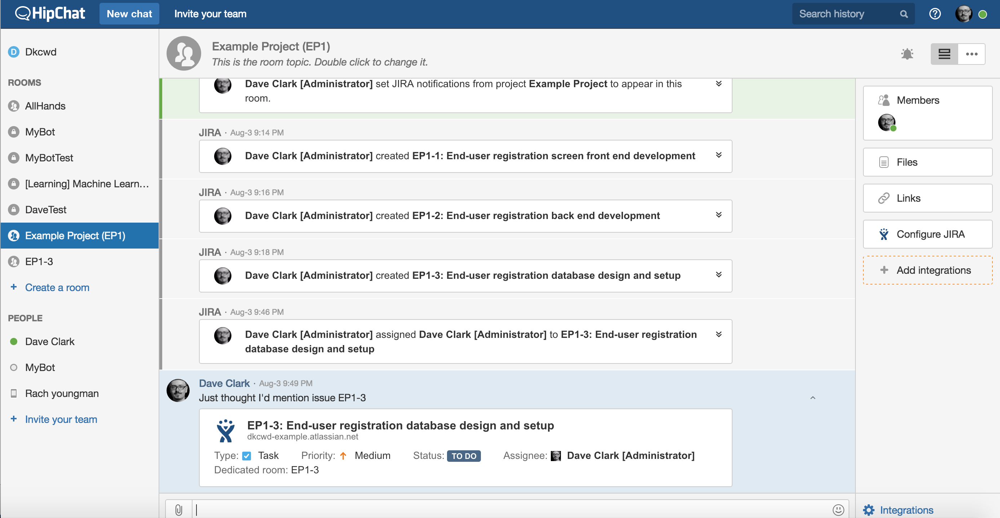 HipChat
New chat
Invite your team
Search history
D Dkcwd
ROOMS
AllHands
MyBot
MyBotTest
[Learning] Machine Learn...
DaveTest
Example Project (EP1)
EP1-3
+ Create a room
PEOPLE
Dave Clark
MyBot
Rach youngman
+ Invite your team
Example Project (EP1)
This is the room topic. Double click to change it.
Dave Clark [Administrator] set JIRA notifications from project Example Project to appear in this
room.
JIRA · Aug-3 9:14 PM
Dave Clark [Administrator] created EP1-1: End-user registration screen front end development
JIRA · Aug-3 9:16 PM
Dave Clark [Administrator] created EP1-2: End-user registration back end development
JIRA · Aug-3 9:18 PM
Dave Clark [Administrator] created EP1-3: End-user registration database design and setup
JIRA · Aug-3 9:46 PM
Dave Clark [Administrator] assigned Dave Clark [Administrator] to EP1-3: End-user registration
database design and setup
Dave Clark · Aug-3 9:49 PM
Just thought I'd mention issue EP1-3
EP1-3: End-user registration database design and setup
dkcwd-example.atlassian.net
Type: Task Priority: Medium Status: TO DO Assignee: Dave Clark [Administrator]
Dedicated room: EP1-3
Members
Files
Links
Configure JIRA
+ Add integrations
Integrations